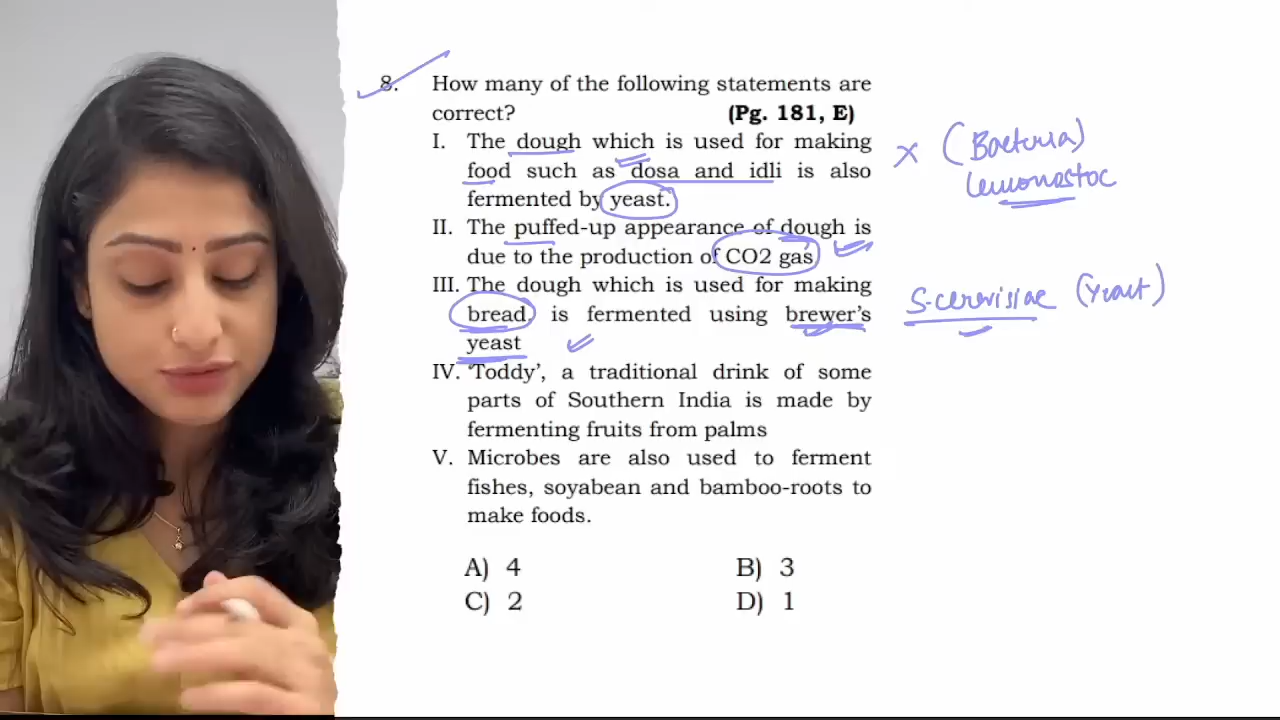 8. How many of the following statements are
correct? (Pg. 181, E)
I. The dough which is used for making
food such as dosa and idli is also
fermented by yeast.
II. The puffed-up appearance of dough is
due to the production of CO2 gas
III. The dough which is used for making
bread is fermented using brewer's
yeast
IV. 'Toddy', a traditional drink of some
parts of Southern India is made by
fermenting fruits from palms
V. Microbes are also used to ferment
fishes, soyabean and bamboo-roots to
make foods.
A) 4 B) 3
C) 2 D) 1
× (Bacteria)
S-cerevisiae (Yeast)